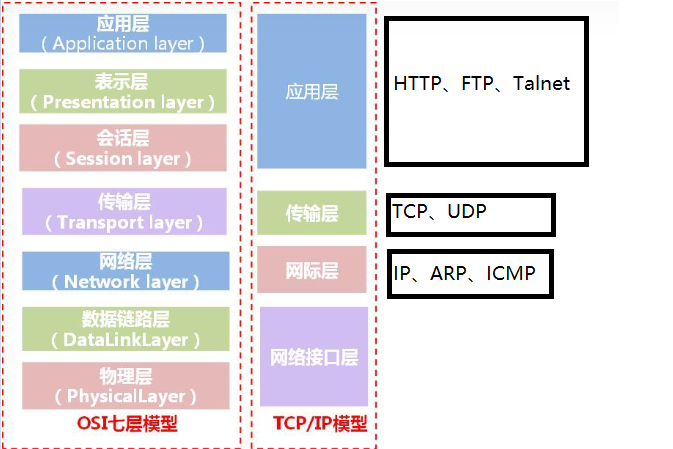 应用层
（Application layer）
表示层
（Presentation layer）
会话层
（Session layer）
传输层
（Transport layer）
网络层
（Network layer）
数据链路层
（DataLinkLayer）
物理层
（PhysicalLayer）
OSI七层模型
应用层
传输层
网际层
网络接口层
TCP/IP模型
HTTP、FTP、Talnet
TCP、UDP
IP、ARP、ICMP